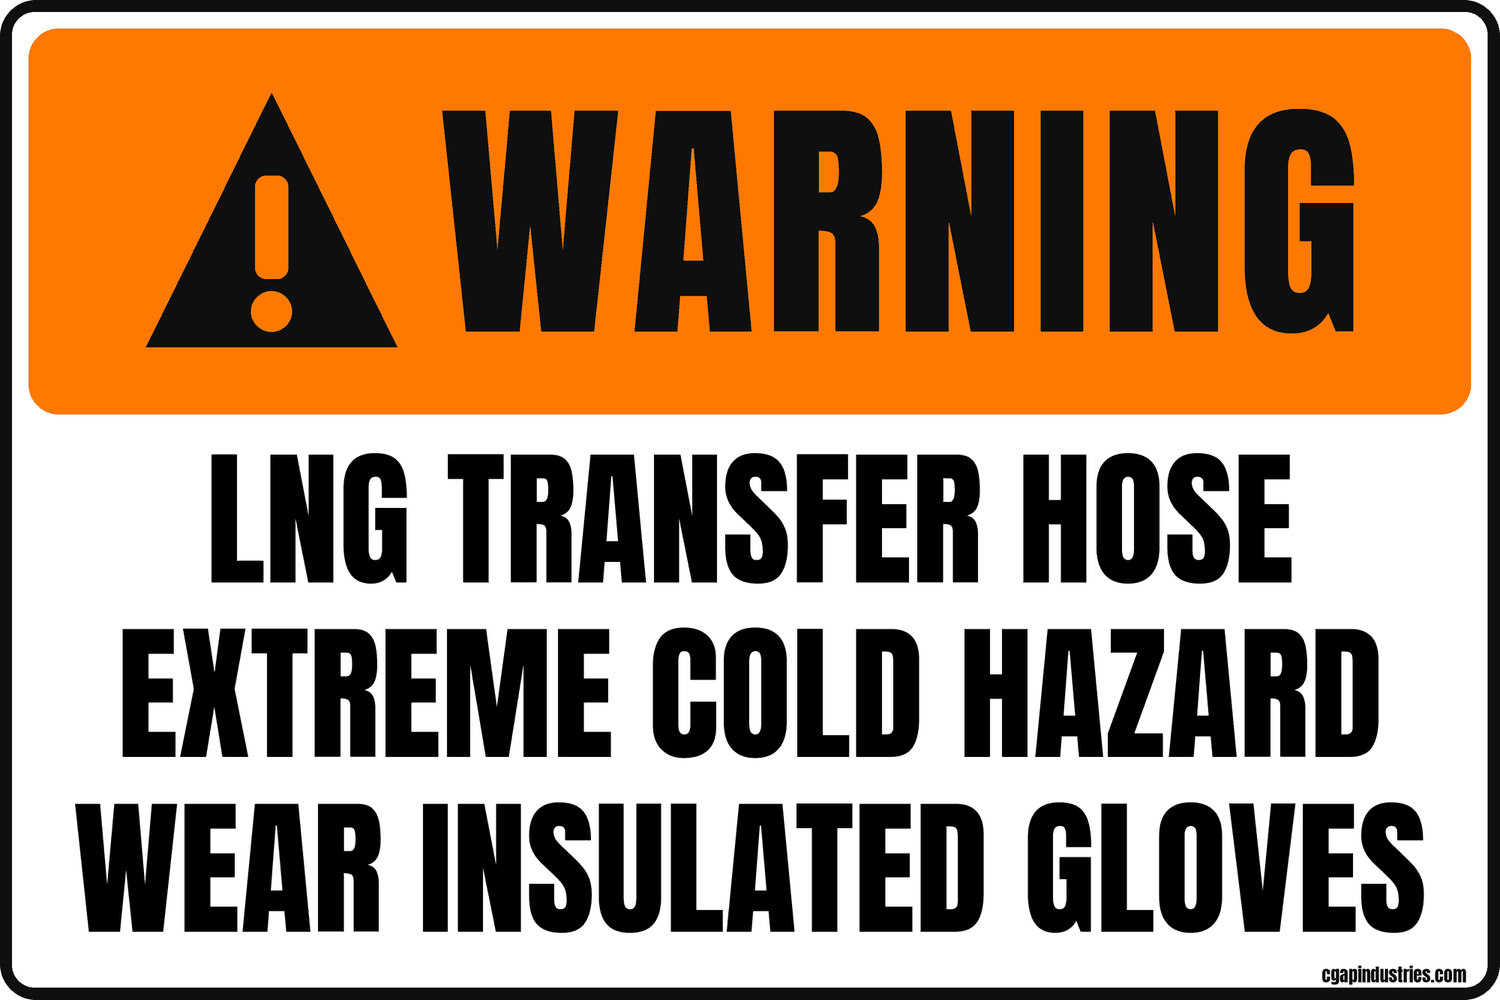 WARNING
LNG TRANSFER HOSE
EXTREME COLD HAZARD
WEAR INSULATED GLOVES
cgapindustries.com